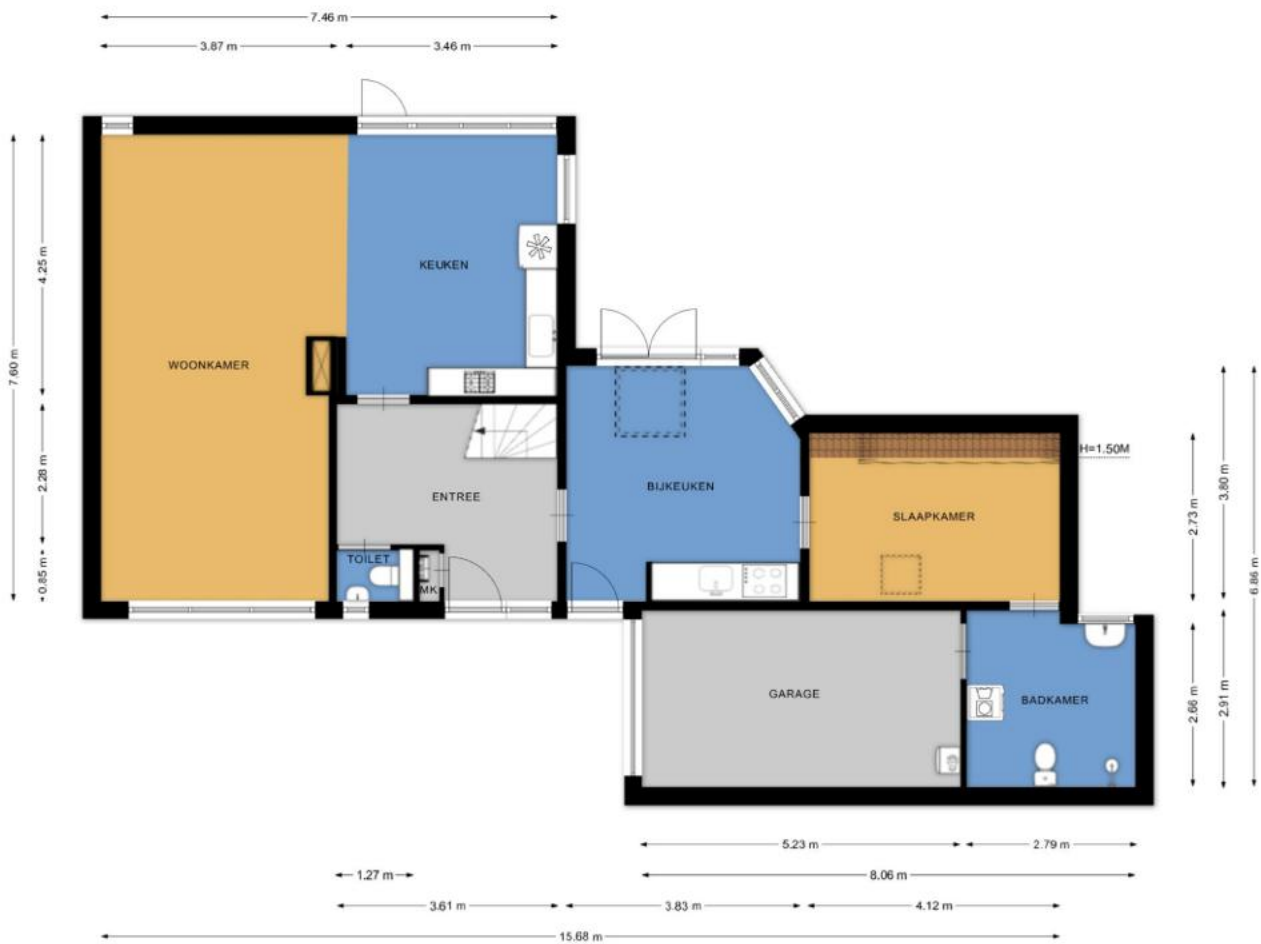 7.46 m
3.87 m
3.46 m
7.60 m
4.25 m
2.28 m
0.85 m
KEUKEN
WOONKAMER
ENTREE
TOILET
MK
BIJKEUKEN
SLAAPKAMER
H=1.50M
GARAGE
BADKAMER
2.73 m
3.80 m
6.86 m
2.66 m
2.91 m
5.23 m
2.79 m
1.27 m
8.06 m
3.61 m
3.83 m
4.12 m
15.68 m